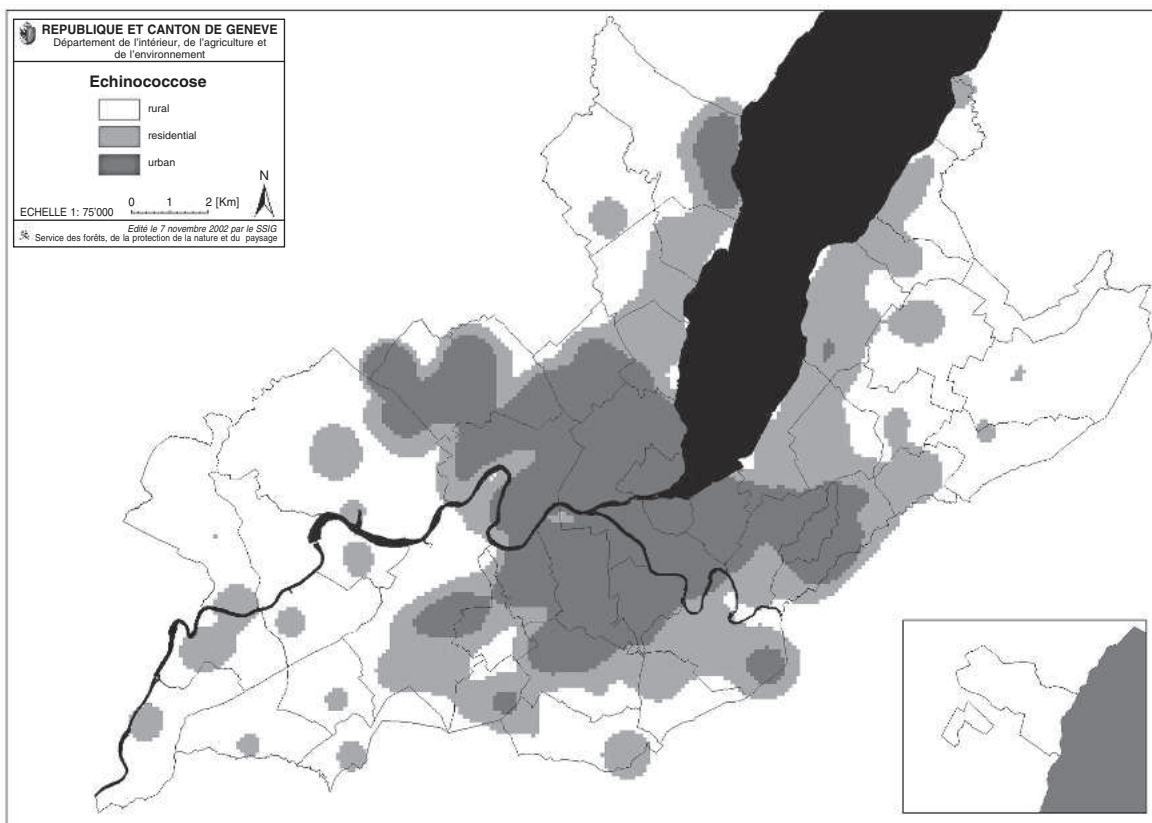 REPUBLIQUE ET CANTON DE GENEVE
Département de l'intérieur, de l'agriculture et
de l'environnement
Echinococcose
rural
residential
urban
N
0 1 2 [Km]
ECHELLE 1: 75'000
Edité le 7 novembre 2002 par le SSIG
Service des forêts, de la protection de la nature et du paysage